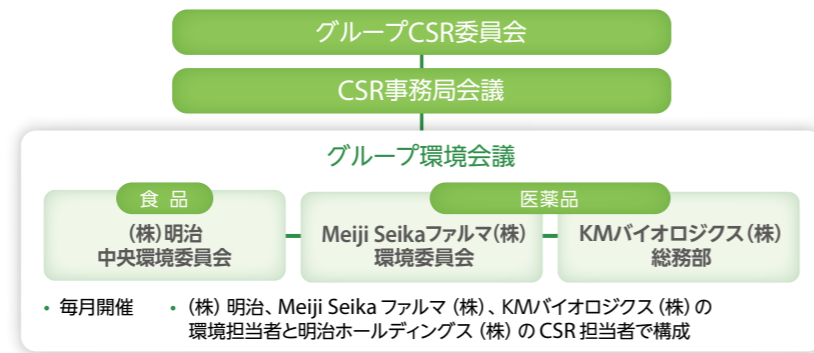 グループCSR委員会
CSR事務局会議
グループ環境会議
食 品
医薬品
(株)明治
中央環境委員会
Meiji Seikaファルマ(株)
環境委員会
KMバイオロジクス(株)
総務部
・ 毎月開催
・ (株)明治、Meiji Seika ファルマ(株)、KMバイオロジクス(株)の
環境担当者と明治ホールディングス(株)のCSR担当者で構成